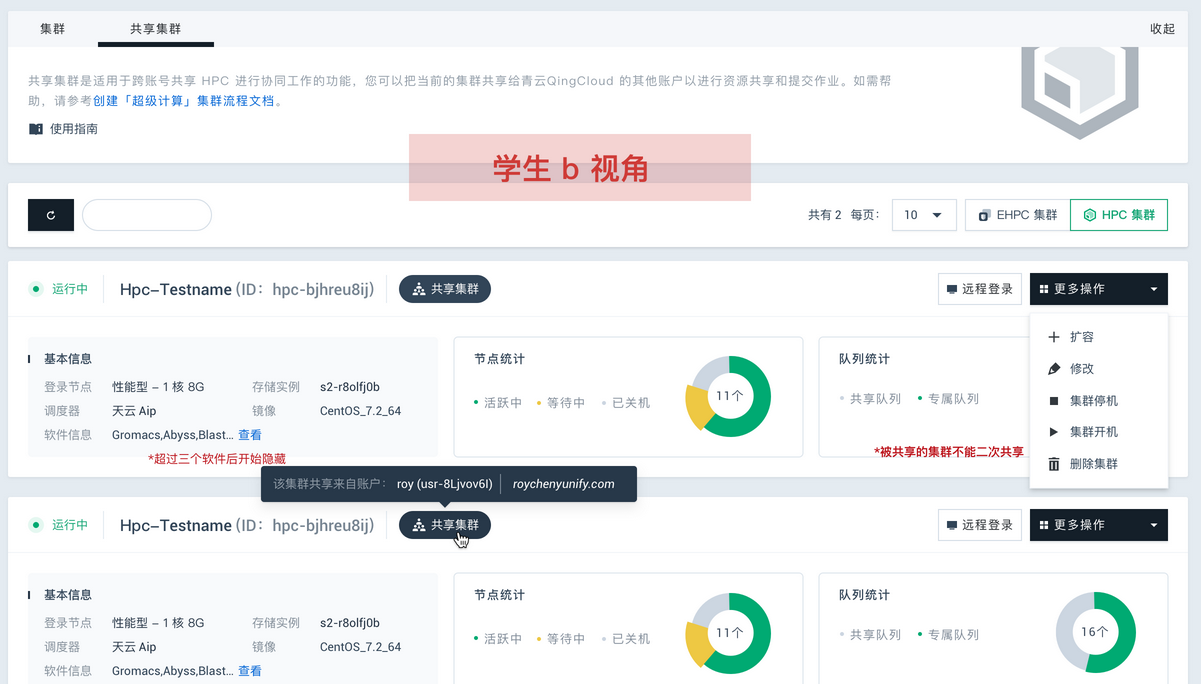 集群 共享集群 收起
共享集群是适用于跨账号共享 HPC 进行协同工作的功能，您可以把当前的集群共享给青云QingCloud 的其他账户以进行资源共享和提交作业。如需帮
助，请参考创建「超级计算」集群流程文档。
使用指南
学生 b 视角
共有 2 每页： 10 EHPC 集群 HPC 集群
运行中 Hpc-Testname (ID： hpc-bjhreu8ij) 共享集群 远程登录 更多操作
扩容
修改
集群停机
集群开机
删除集群
基本信息
登录节点 性能型 – 1 核 8G 存储实例 s2-r8olfj0b
调度器 天云 Aip 镜像 CentOS_7.2_64
软件信息 Gromacs,Abyss,Blast... 查看
*超过三个软件后开始隐藏
节点统计
活跃中 等待中 已关机
11个
队列统计
共享队列 专属队列
*被共享的集群不能二次共享
该集群共享来自账户： roy (usr-8Ljvov6I) roychenyunify.com
运行中 Hpc-Testname (ID： hpc-bjhreu8ij) 共享集群 远程登录 更多操作
基本信息
登录节点 性能型 – 1 核 8G 存储实例 s2-r8olfj0b
调度器 天云 Aip 镜像 CentOS_7.2_64
软件信息 Gromacs,Abyss,Blast... 查看
节点统计
活跃中 等待中 已关机
11个
队列统计
共享队列 专属队列
16个